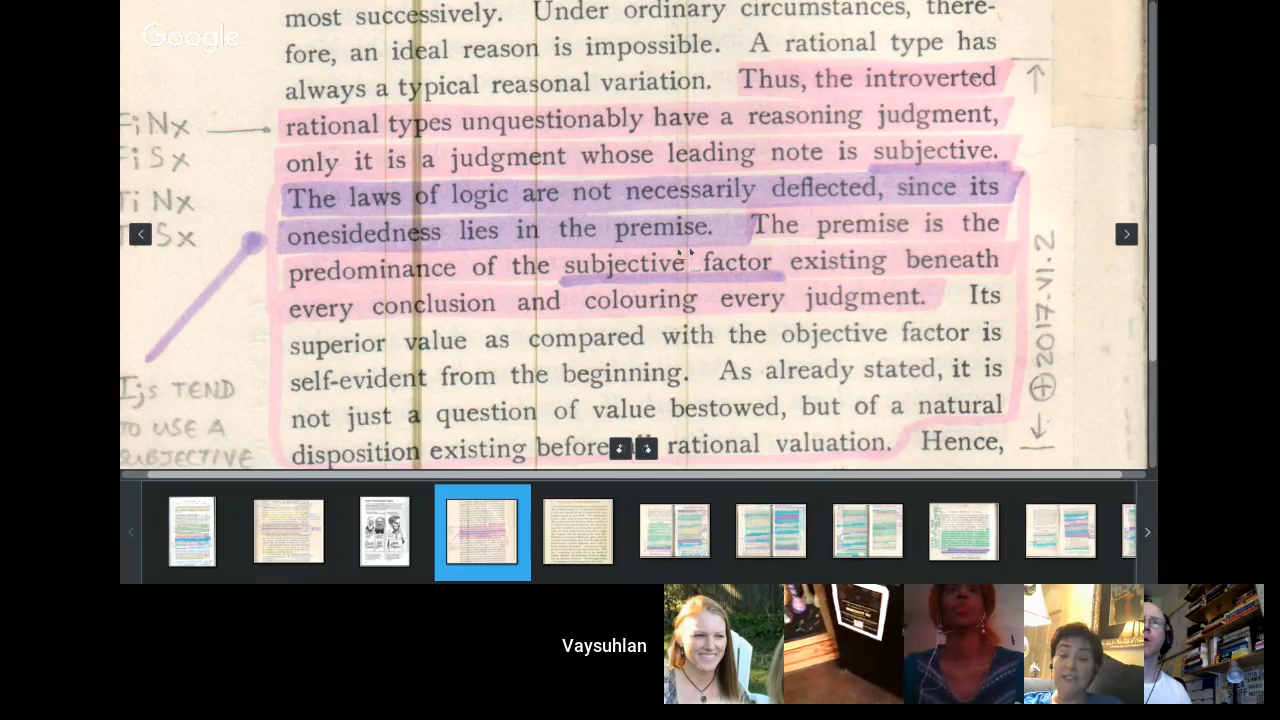 Google
most successively. Under ordinary circumstances, there-
fore, an ideal reason is impossible. A rational type has
always a typical reasonal variation. Thus, the introverted
rational types unquestionably have a reasoning judgment,
only it is a judgment whose leading note is subjective.
The laws of logic are not necessarily deflected, since its
onesidedness lies in the premise. The premise is the
predominance of the subjective factor existing beneath
every conclusion and colouring every judgment. Its
superior value as compared with the objective factor is
self-evident from the beginning. As already stated, it is
not just a question of value bestowed, but of a natural
disposition existing before rational valuation. Hence,
FiNx
FiSx
TiNx
Sx
Ijs TEND
TO USE A
SUBJECTIVE
2017-V1.2
Vaysuhlan